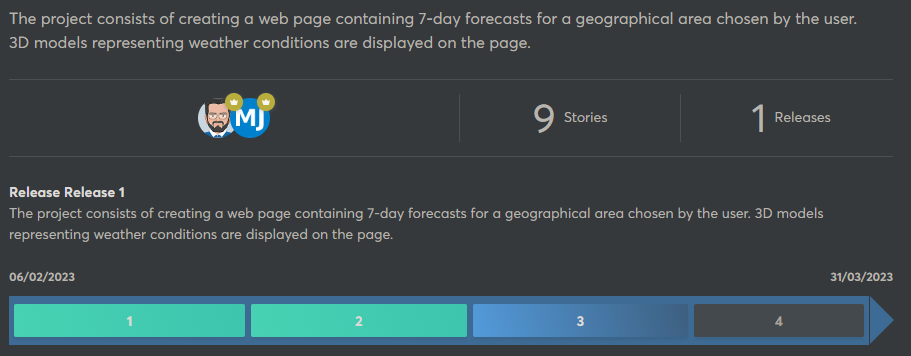 The project consists of creating a web page containing 7-day forecasts for a geographical area chosen by the user.
3D models representing weather conditions are displayed on the page.
MJ
9 Stories
1 Releases
Release Release 1
The project consists of creating a web page containing 7-day forecasts for a geographical area chosen by the user. 3D models
representing weather conditions are displayed on the page.
06/02/2023 31/03/2023
1 2 3 4